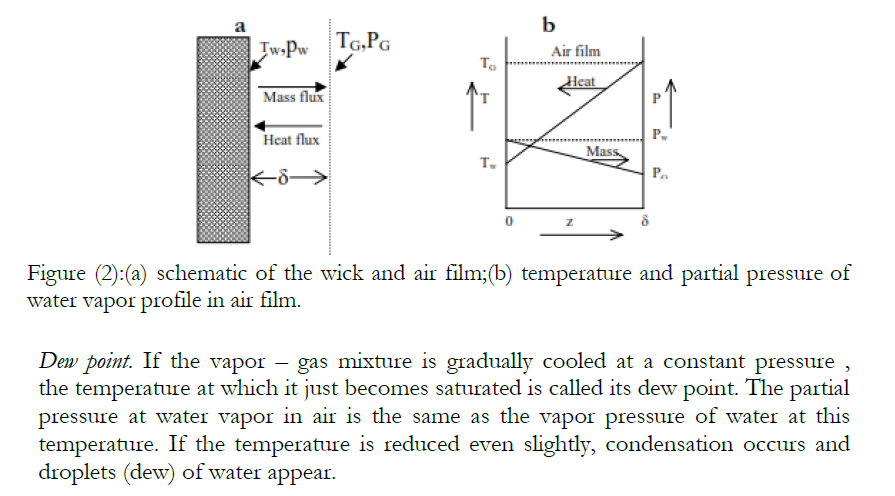 a
Tw,pw
TG,PG
Mass flux
Heat flux
δ
b
Air film
TG
Heat
T
P
Pw
Mass
Tw
PG
0
z
δ
Figure (2):(a) schematic of the wick and air film;(b) temperature and partial pressure of
water vapor profile in air film.
Dew point. If the vapor – gas mixture is gradually cooled at a constant pressure ,
the temperature at which it just becomes saturated is called its dew point. The partial
pressure at water vapor in air is the same as the vapor pressure of water at this
temperature. If the temperature is reduced even slightly, condensation occurs and
droplets (dew) of water appear.